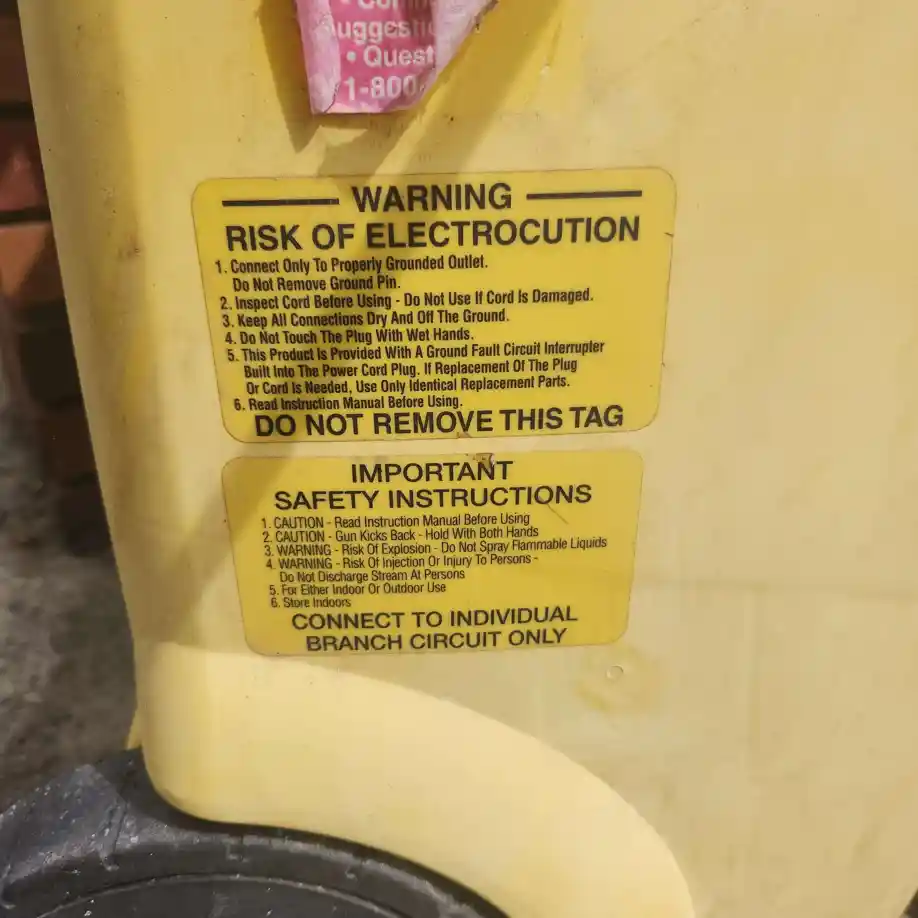 • Quest
1-800
WARNING
RISK OF ELECTROCUTION
1. Connect Only To Properly Grounded Outlet.
Do Not Remove Ground Pin.
2. Inspect Cord Before Using - Do Not Use If Cord Is Damaged.
3. Keep All Connections Dry And Off The Ground.
4. Do Not Touch The Plug With Wet Hands.
5. This Product Is Provided With A Ground Fault Circuit Interrupter
Built Into The Power Cord Plug. If Replacement Of The Plug
Or Cord Is Needed, Use Only Identical Replacement Parts.
6. Read Instruction Manual Before Using.
DO NOT REMOVE THIS TAG
IMPORTANT
SAFETY INSTRUCTIONS
1. CAUTION - Read Instruction Manual Before Using
2. CAUTION - Gun Kicks Back - Hold With Both Hands
3. WARNING - Risk Of Explosion - Do Not Spray Flammable Liquids
4. WARNING - Risk Of Injection Or Injury To Persons -
Do Not Discharge Stream At Persons
5. For Either Indoor Or Outdoor Use
6. Store Indoors
CONNECT TO INDIVIDUAL
BRANCH CIRCUIT ONLY